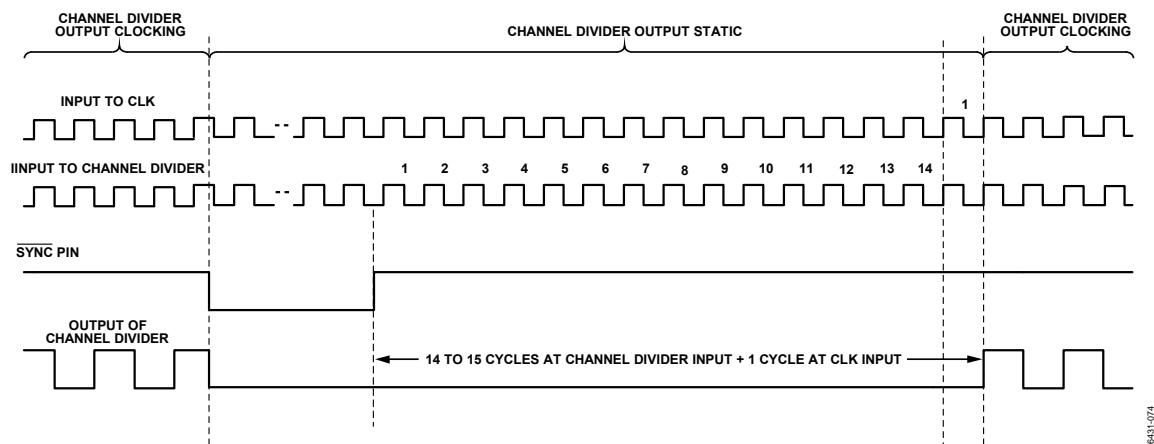 CHANNEL DIVIDER
OUTPUT CLOCKING
CHANNEL DIVIDER OUTPUT STATIC
CHANNEL DIVIDER
OUTPUT CLOCKING
INPUT TO CLK
1
IINPUT TO CHANNEL DIVIDER
1 2 3 4 5 6 7 8 9 10 11 12 13 14
SYNC PIN
OUTPUT OF
CHANNEL DIVIDER
14 TO 15 CYCLES AT CHANNEL DIVIDER INPUT + 1 CYCLE AT CLK INPUT
6431-074